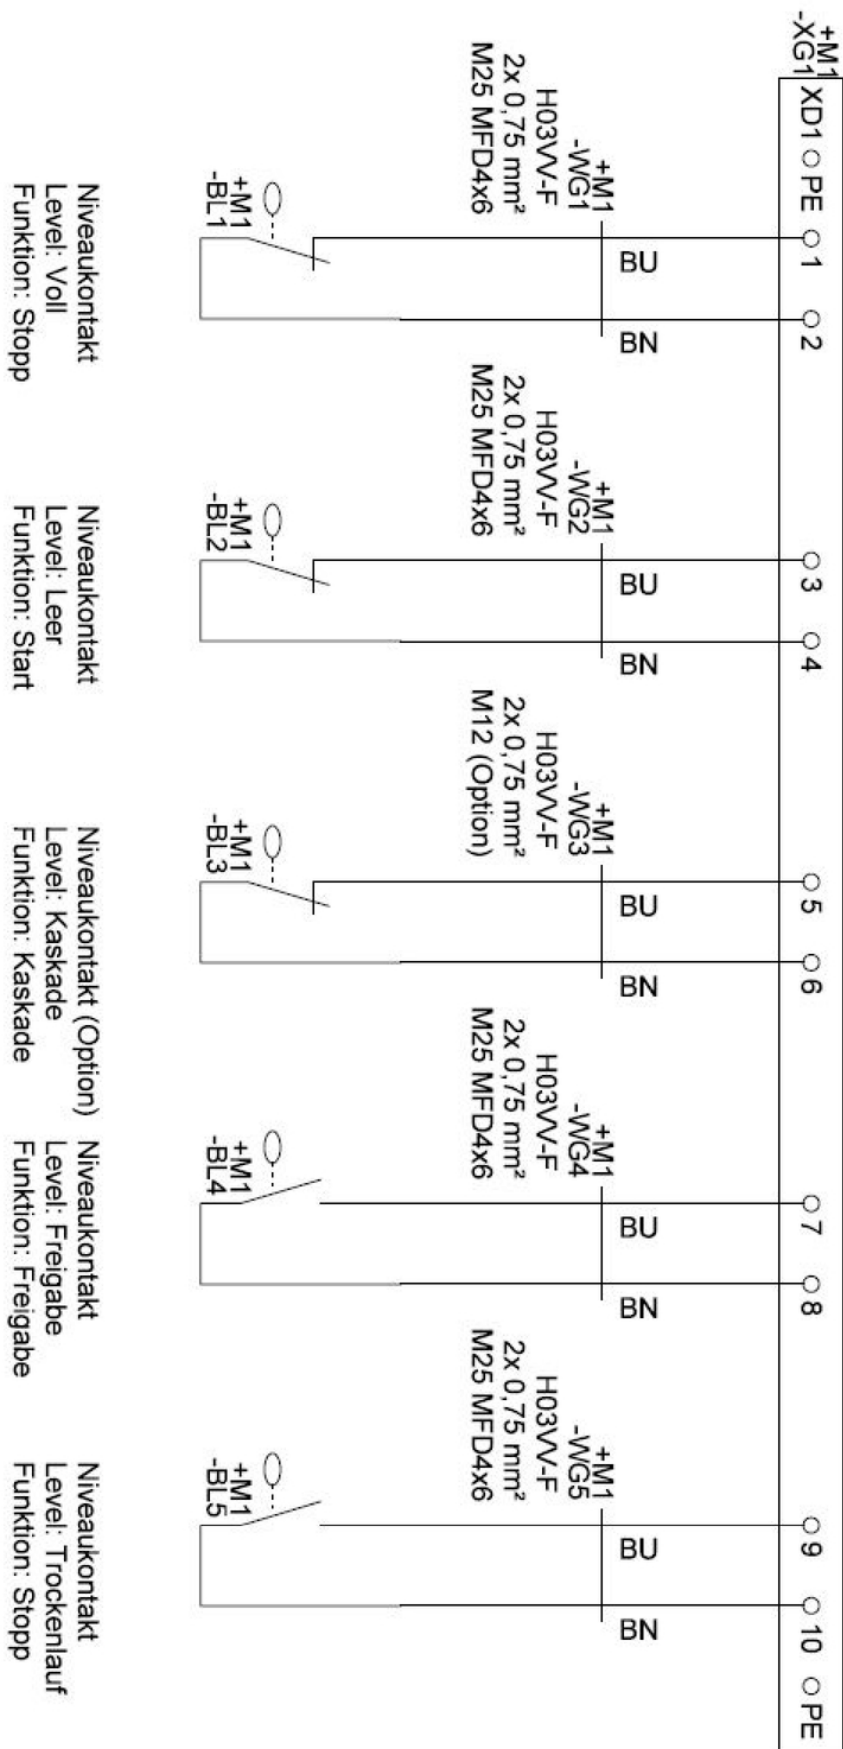 +M1
-XG1
XD1 PE 1 2 3 4 5 6 7 8 9 10 PE
BU
BN
BU
BN
BU
BN
BU
BN
BU
BN
+M1
-WG1
H03VV-F
2x 0,75 mm²
M25 MFD4x6
+M1
-WG2
H03VV-F
2x 0,75 mm²
M25 MFD4x6
+M1
-WG3
H03VV-F
2x 0,75 mm²
M12 (Option)
+M1
-WG4
H03VV-F
2x 0,75 mm²
M25 MFD4x6
+M1
-WG5
H03VV-F
2x 0,75 mm²
M25 MFD4x6
+M1
-BL1
+M1
-BL2
+M1
-BL3
+M1
-BL4
+M1
-BL5
Niveaukontakt
Level: Voll
Funktion: Stopp
Niveaukontakt
Level: Leer
Funktion: Start
Niveaukontakt (Option)
Level: Kaskade
Funktion: Kaskade
Niveaukontakt
Level: Freigabe
Funktion: Freigabe
Niveaukontakt
Level: Trockenlauf
Funktion: Stopp